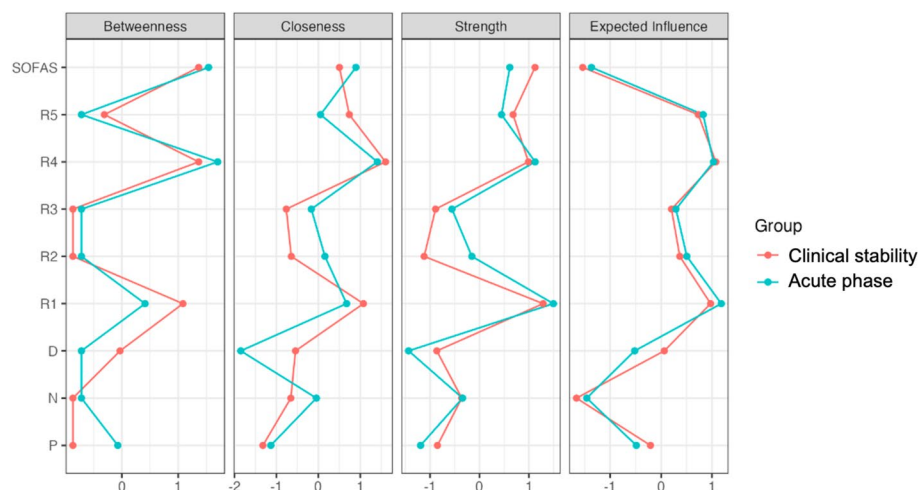 Betweenness Closeness Strength Expected Influence
SOFAS
R5
R4
R3
R2
R1
D
N
P
0 1 -2 -1 0 1 -1 0 1 -1 0 1
Group
Clinical stability
Acute phase